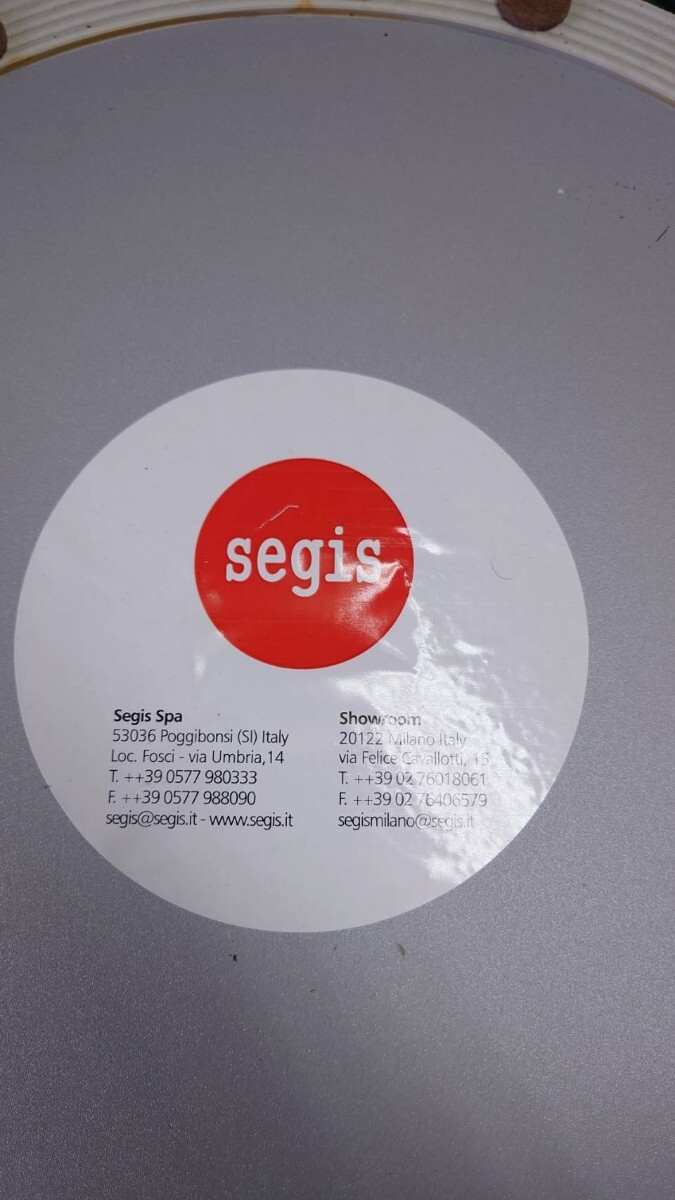 segis
Segis Spa
53036 Poggibonsi (SI) Italy
Loc. Fosci - via Umbria,14
T. ++39 0577 980333
F. ++39 0577 988090
segis@segis.it - www.segis.it
Showroom
20122 Milano Italy
via Felice Cavallotti, 15
T. ++39 02 76018061
F. ++39 02 76406579
segismilano@segis.it